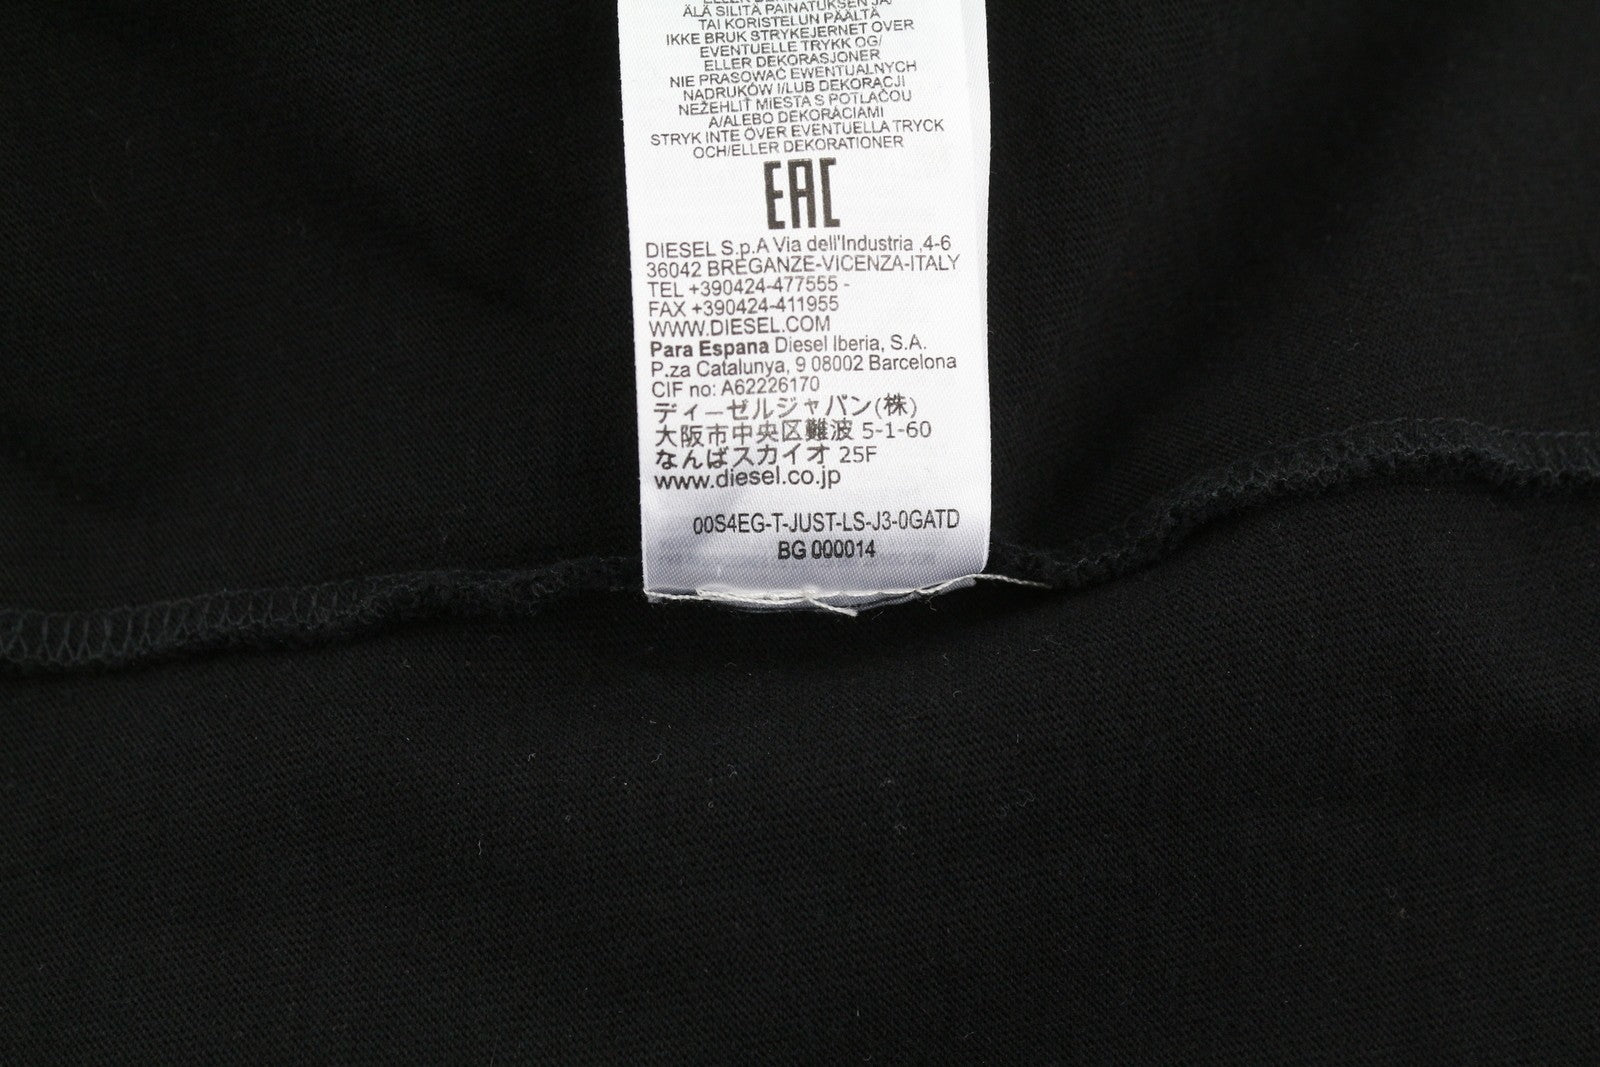 ÄLÄ SILITÄ PAINATUKSEN JA/
TAI KORISTELUN PÄÄLTÄ
IKKE BRUK STRYKEJERNET OVER
EVENTUELLE TRYKK OG/
ELLER DEKORASJONER
NIE PRASOWAĆ EWENTUALNYCH
NADRUKÓW I/LUB DEKORACJI
NEŽEHLIŤ MIESTA S POTLAČOU
A/ALEBO DEKORÁCIAMI
STRYK INTE ÖVER EVENTUELLA TRYCK
OCH/ELLER DEKORATIONER
EAC
DIESEL S.p.A Via dell'Industria ,4-6
36042 BREGANZE-VICENZA-ITALY
TEL +390424-477555 -
FAX +390424-411955
WWW.DIESEL.COM
Para Espana Diesel Iberia, S.A.
P.za Catalunya, 9 08002 Barcelona
CIF no: A62226170
ディーゼルジャパン(株)
大阪市中央区難波 5-1-60
なんばスカイオ 25F
www.diesel.co.jp
00S4EG-T-JUST-LS-J3-0GATD
BG 000014